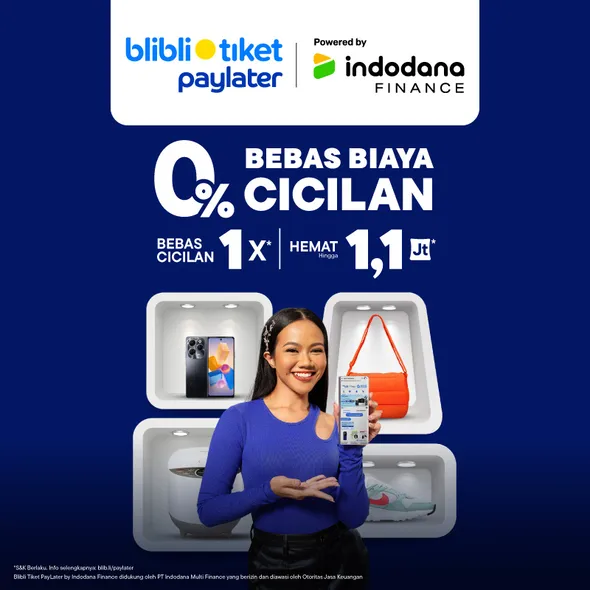 blibli tiket
paylater
Powered by
indodana
FINANCE
0% BEBAS BIAYA
CICILAN
BEBAS
CICILAN 1X*
HEMAT
Hingga 1,1 Jt*
*S&K Berlaku. Info selengkapnya: blib.li/paylater
Blibli Tiket PayLater by Indodana Finance didukung oleh PT Indodana Multi Finance yang berizin dan diawasi oleh Otoritas Jasa Keuangan